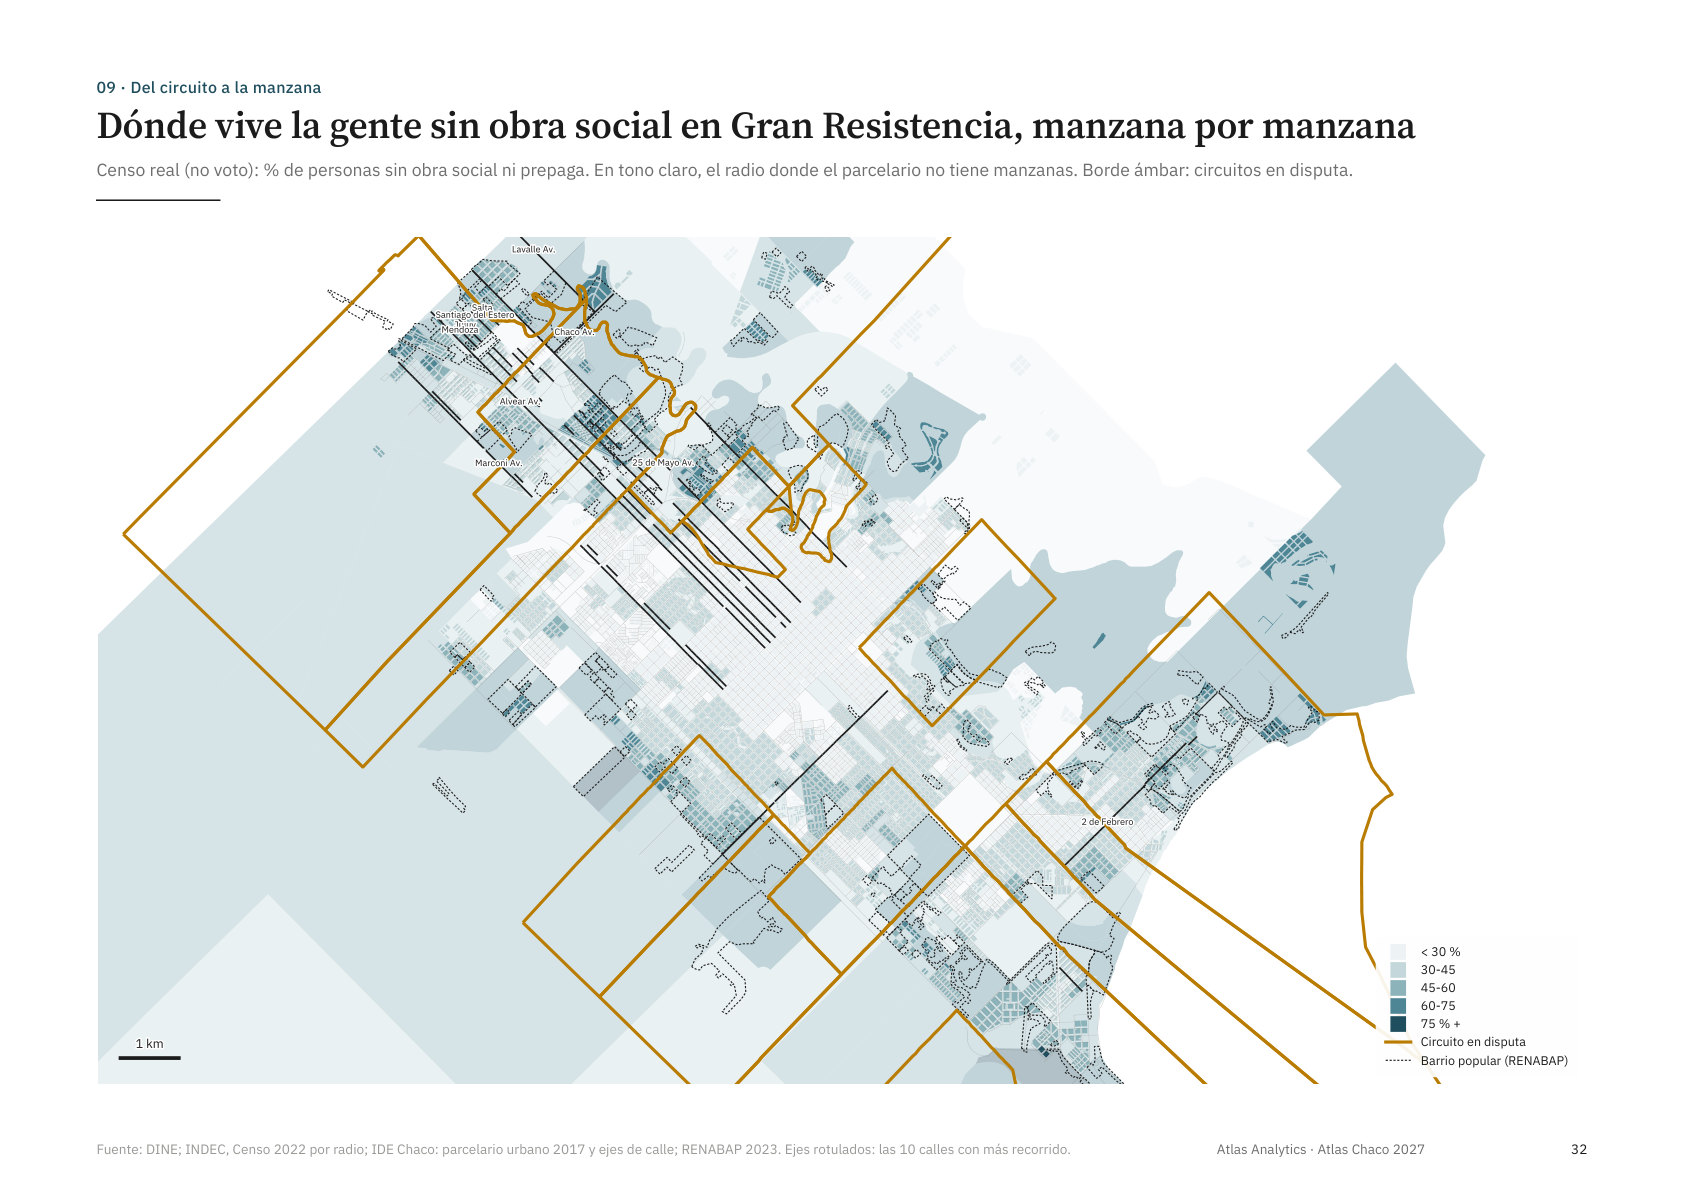 09 · Del circuito a la manzana
Dónde vive la gente sin obra social en Gran Resistencia, manzana por manzana
Censo real (no voto): % de personas sin obra social ni prepaga. En tono claro, el radio donde el parcelario no tiene manzanas. Borde ámbar: circuitos en disputa.
Lavalle Av.
Salta
Santiago del Estero
Mendoza
Chaco Av.
Alvear Av.
Marconi Av.
25 de Mayo Av.
2 de Febrero
< 30 %
30-45
45-60
60-75
75 % +
Circuito en disputa
Barrio popular (RENABAP)
1 km
Fuente: DINE; INDEC, Censo 2022 por radio; IDE Chaco: parcelario urbano 2017 y ejes de calle; RENABAP 2023. Ejes rotulados: las 10 calles con más recorrido.
Atlas Analytics · Atlas Chaco 2027
32